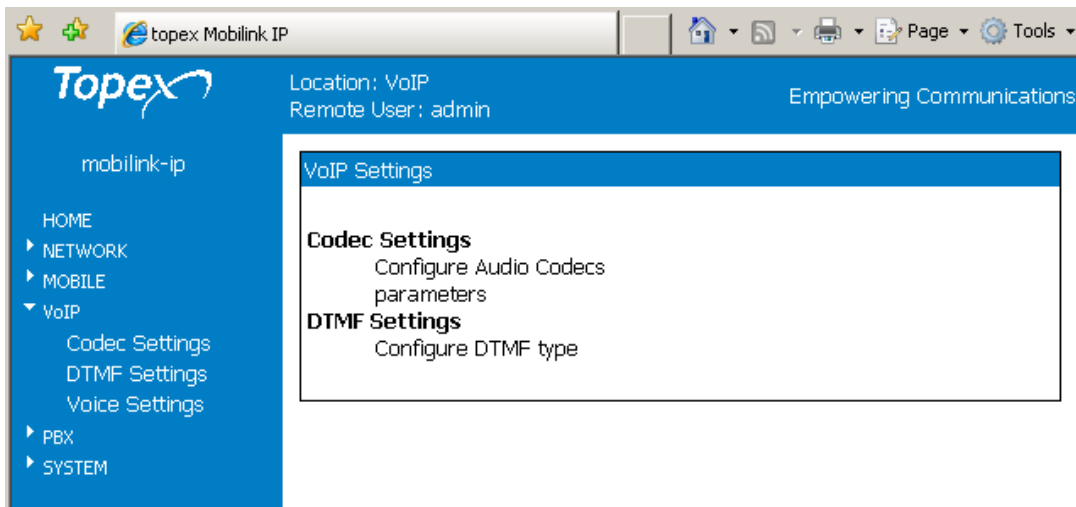 topex Mobilink IP
Page
Tools
Topex
Location: VoIP
Remote User: admin
Empowering Communications
mobilink-ip
HOME
NETWORK
MOBILE
VoIP
Codec Settings
DTMF Settings
Voice Settings
PBX
SYSTEM
VoIP Settings
Codec Settings
Configure Audio Codecs
parameters
DTMF Settings
Configure DTMF type